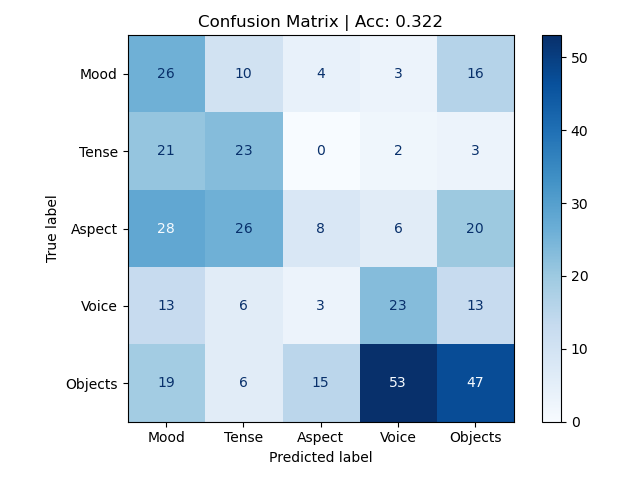 Confusion Matrix | Acc: 0.322
True label
Mood 26 10 4 3 16
Tense 21 23 0 2 3
Aspect 28 26 8 6 20
Voice 13 6 3 23 13
Objects 19 6 15 53 47
Mood Tense Aspect Voice Objects
Predicted label
50
40
30
20
10
0